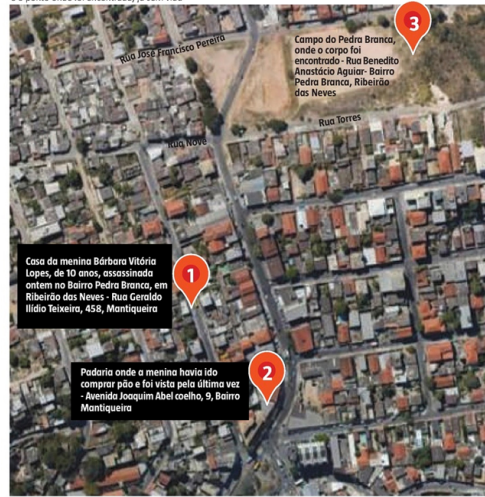 3
Campo do Pedra Branca,
onde o corpo foi
encontrado - Rua Benedito
Anastácio Aguiar- Bairro
Pedra Branca, Ribeirão
das Neves
Rua José Francisco Pereira
Rua Torres
Rua Nove
Casa da menina Bárbara Vitória
Lopes, de 10 anos, assassinada
ontem no Bairro Pedra Branca, em
Ribeirão das Neves - Rua Geraldo
Ilídio Teixeira, 458, Mantiqueira
1
Padaria onde a menina havia ido
comprar pão e foi vista pela última vez
- Avenida Joaquim Abel coelho, 9, Bairro
Mantiqueira
2